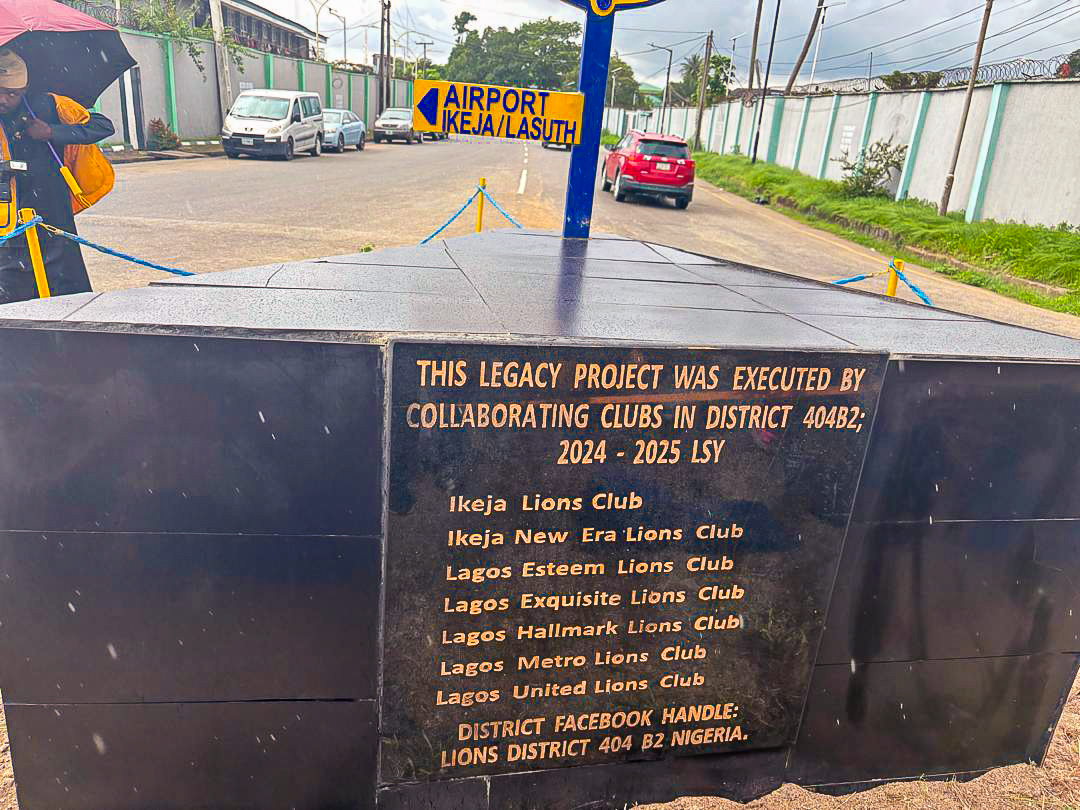 AIRPORT
IKEJA/LASUTH
THIS LEGACY PROJECT WAS EXECUTED BY
COLLABORATING CLUBS IN DISTRICT 404B2;
2024 - 2025 LSY
Ikeja Lions Club
Ikeja New Era Lions Club
Lagos Esteem Lions Club
Lagos Exquisite Lions Club
Lagos Hallmark Lions Club
Lagos Metro Lions Club
Lagos United Lions Club
DISTRICT FACEBOOK HANDLE:
LIONS DISTRICT 404 B2 NIGERIA.